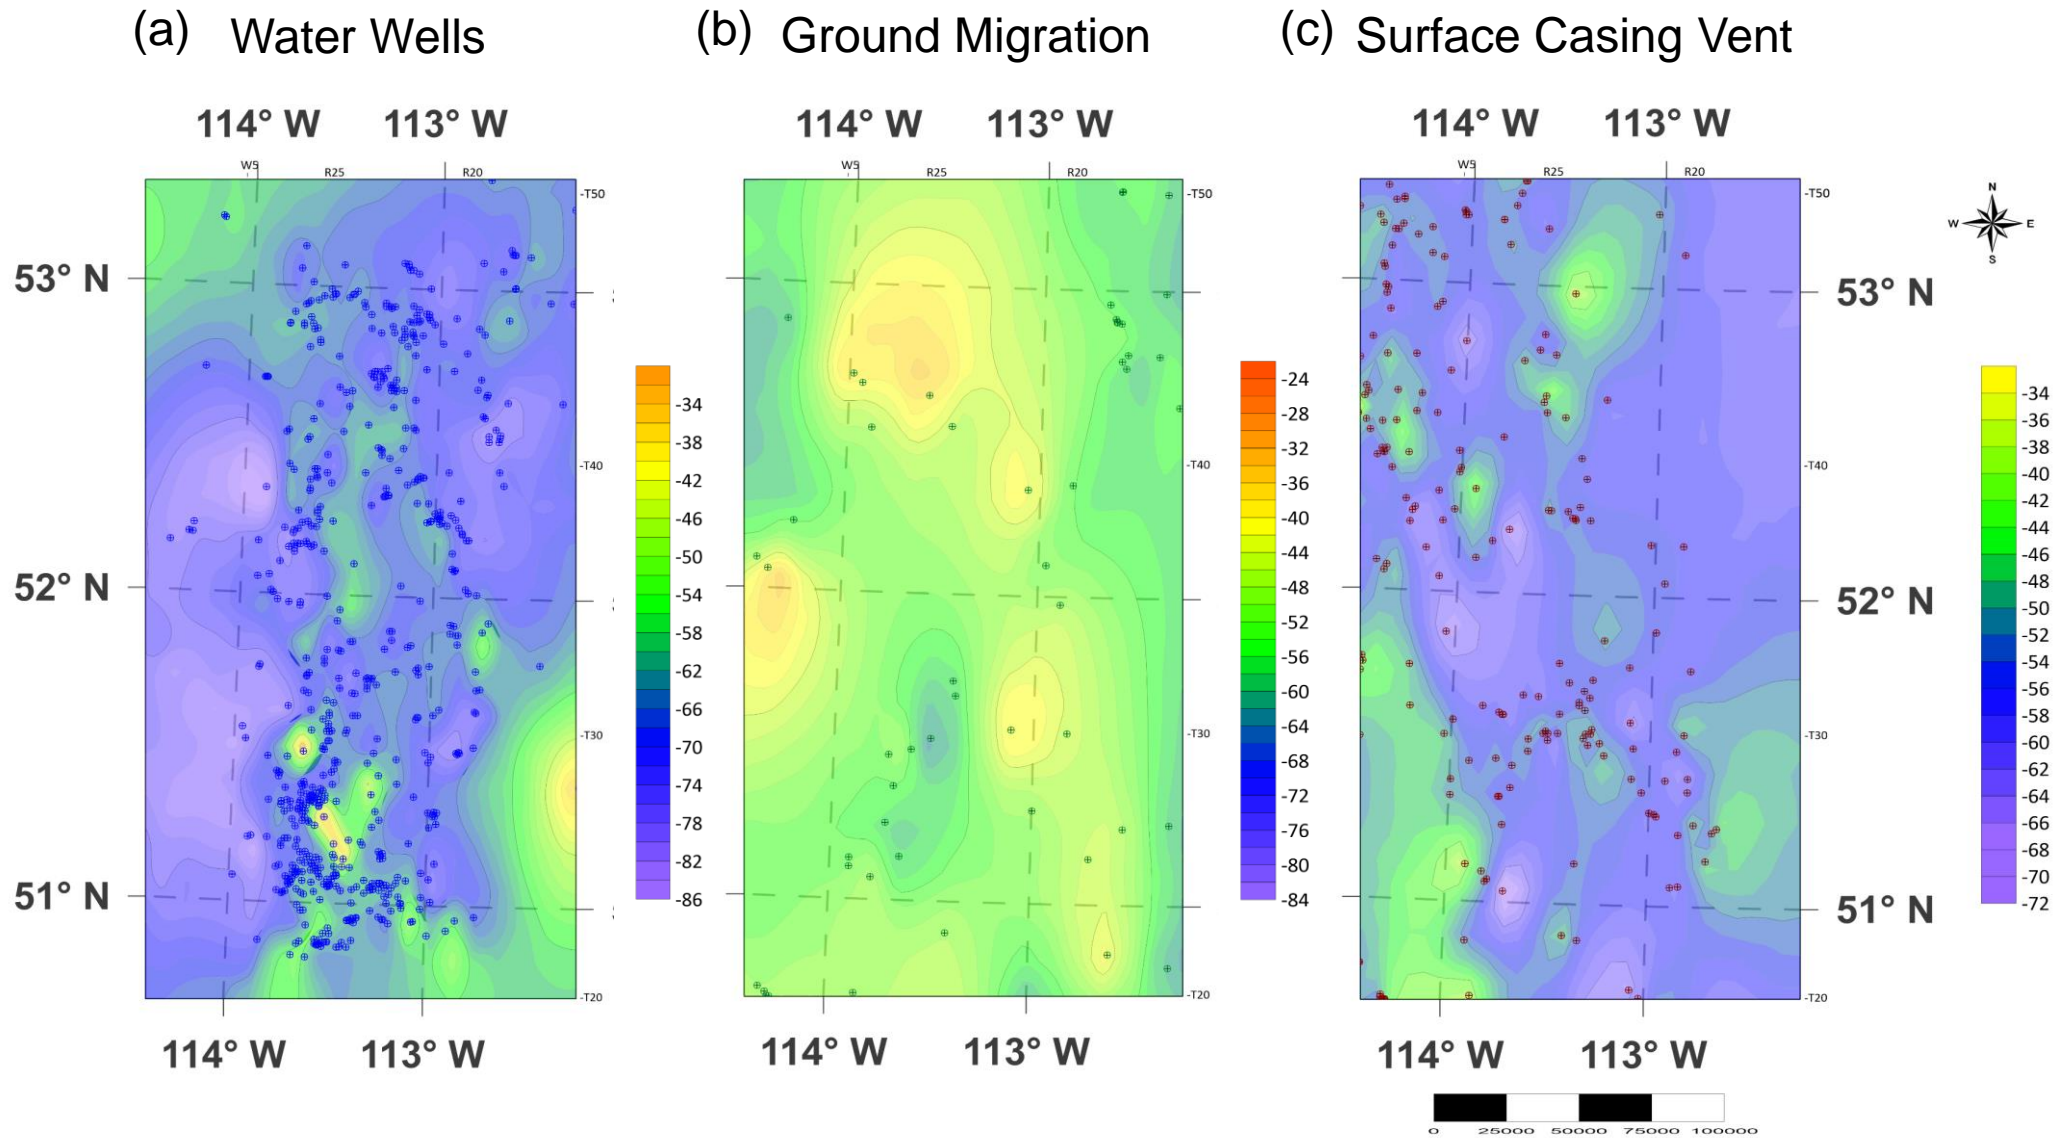 (a) Water Wells
(b) Ground Migration
(c) Surface Casing Vent
114° W 113° W
114° W 113° W
114° W 113° W
W5 R25 R20
W5 R25 R20
W5 R25 R20
53° N
52° N
51° N
-T50
-T40
-T30
-T20
-34
-38
-42
-46
-50
-54
-58
-62
-66
-70
-74
-78
-82
-86
-T50
-T40
-T30
-T20
-24
-28
-32
-36
-40
-44
-48
-52
-56
-60
-64
-68
-72
-76
-80
-84
-T50
-T40
-T30
-T20
53° N
52° N
51° N
N
W E
S
-34
-36
-38
-40
-42
-44
-46
-48
-50
-52
-54
-56
-58
-60
-62
-64
-66
-68
-70
-72
114° W 113° W
114° W 113° W
114° W 113° W
0 25000 50000 75000 100000